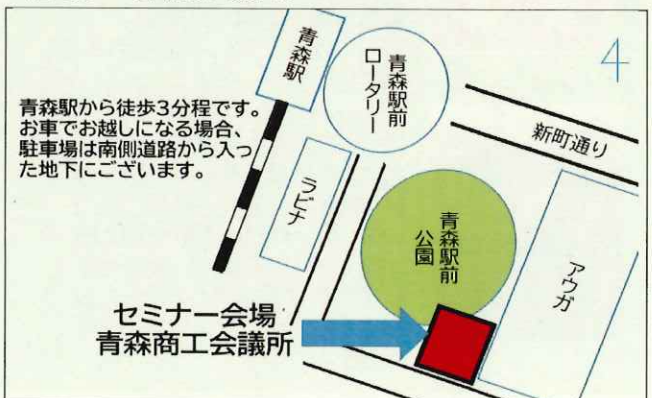 青森駅から徒歩3分程です。
お車でお越しになる場合、
駐車場は南側道路から入っ
た地下にございます。
青森駅
青森駅前
ロータリー
4
新町通り
ラビナ
青森駅前
公園
アウガ
セミナー会場
青森商工会議所